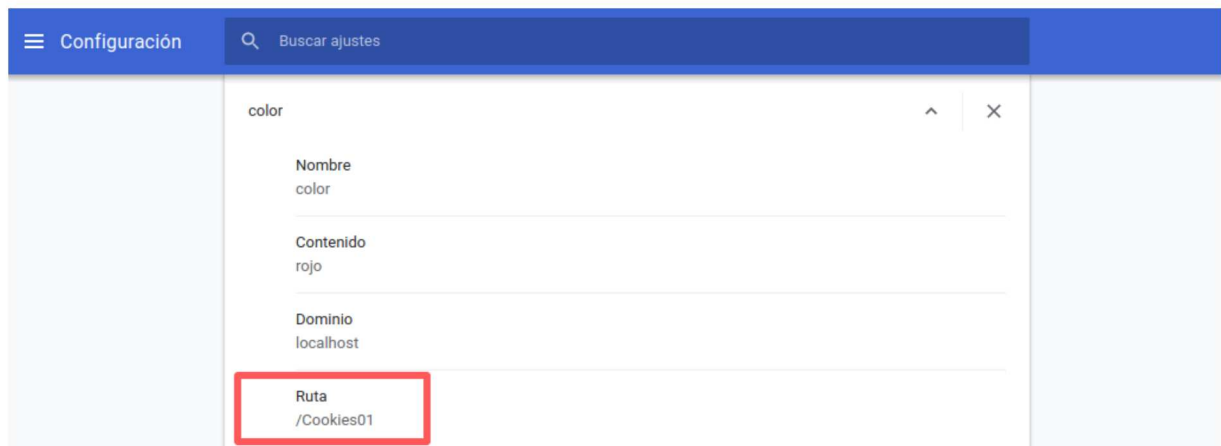 Configuración
Buscar ajustes
color
Nombre
color
Contenido
rojo
Dominio
localhost
Ruta
/Cookies01